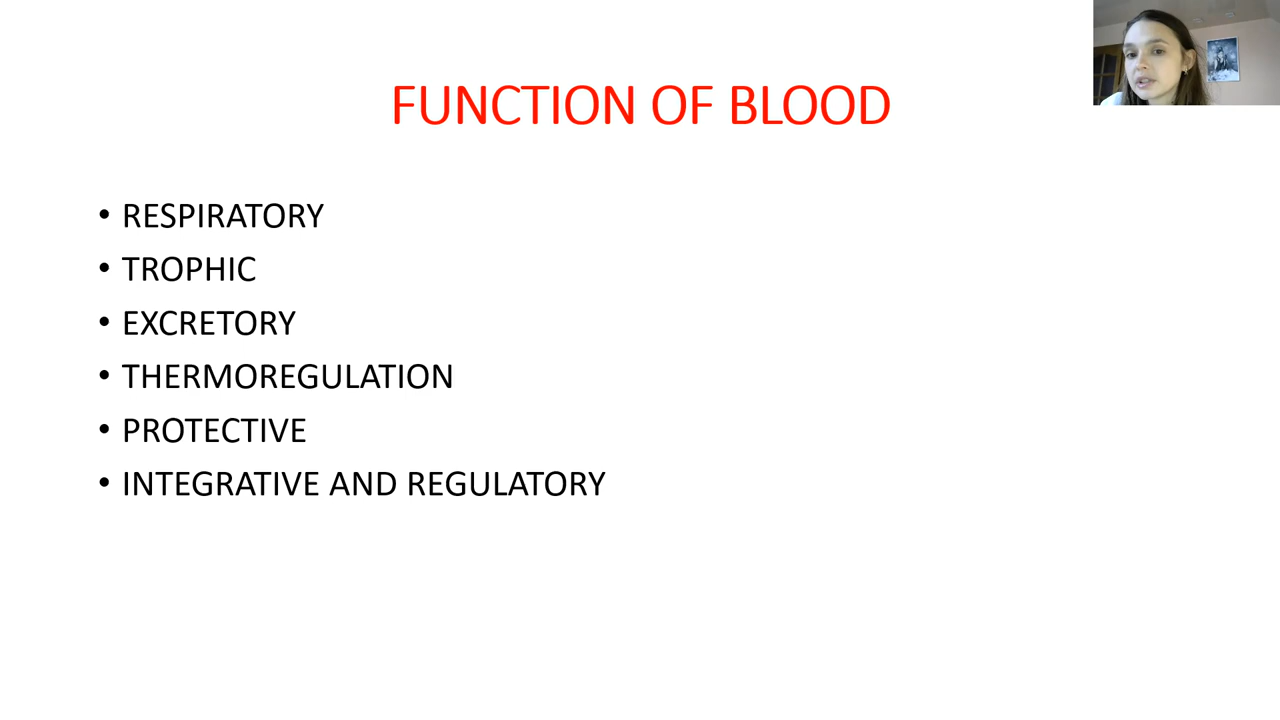 FUNCTION OF BLOOD
• RESPIRATORY
• TROPHIC
• EXCRETORY
• THERMOREGULATION
• PROTECTIVE
• INTEGRATIVE AND REGULATORY